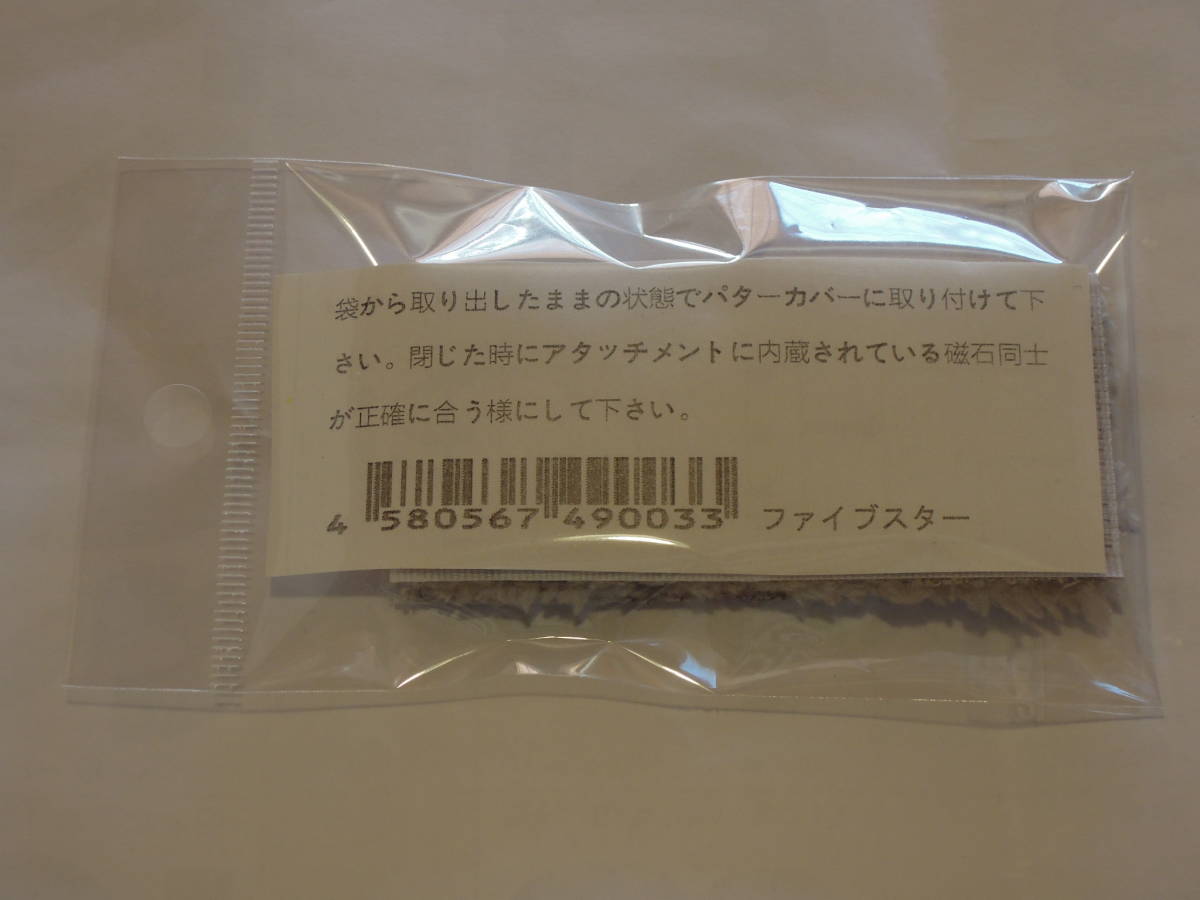 袋から取り出したままの状態でパターカバーに取り付けて下
さい。閉じた時にアタッチメントに内蔵されている磁石同士
が正確に合う様にして下さい。
4 580567 490033 ファイブスター